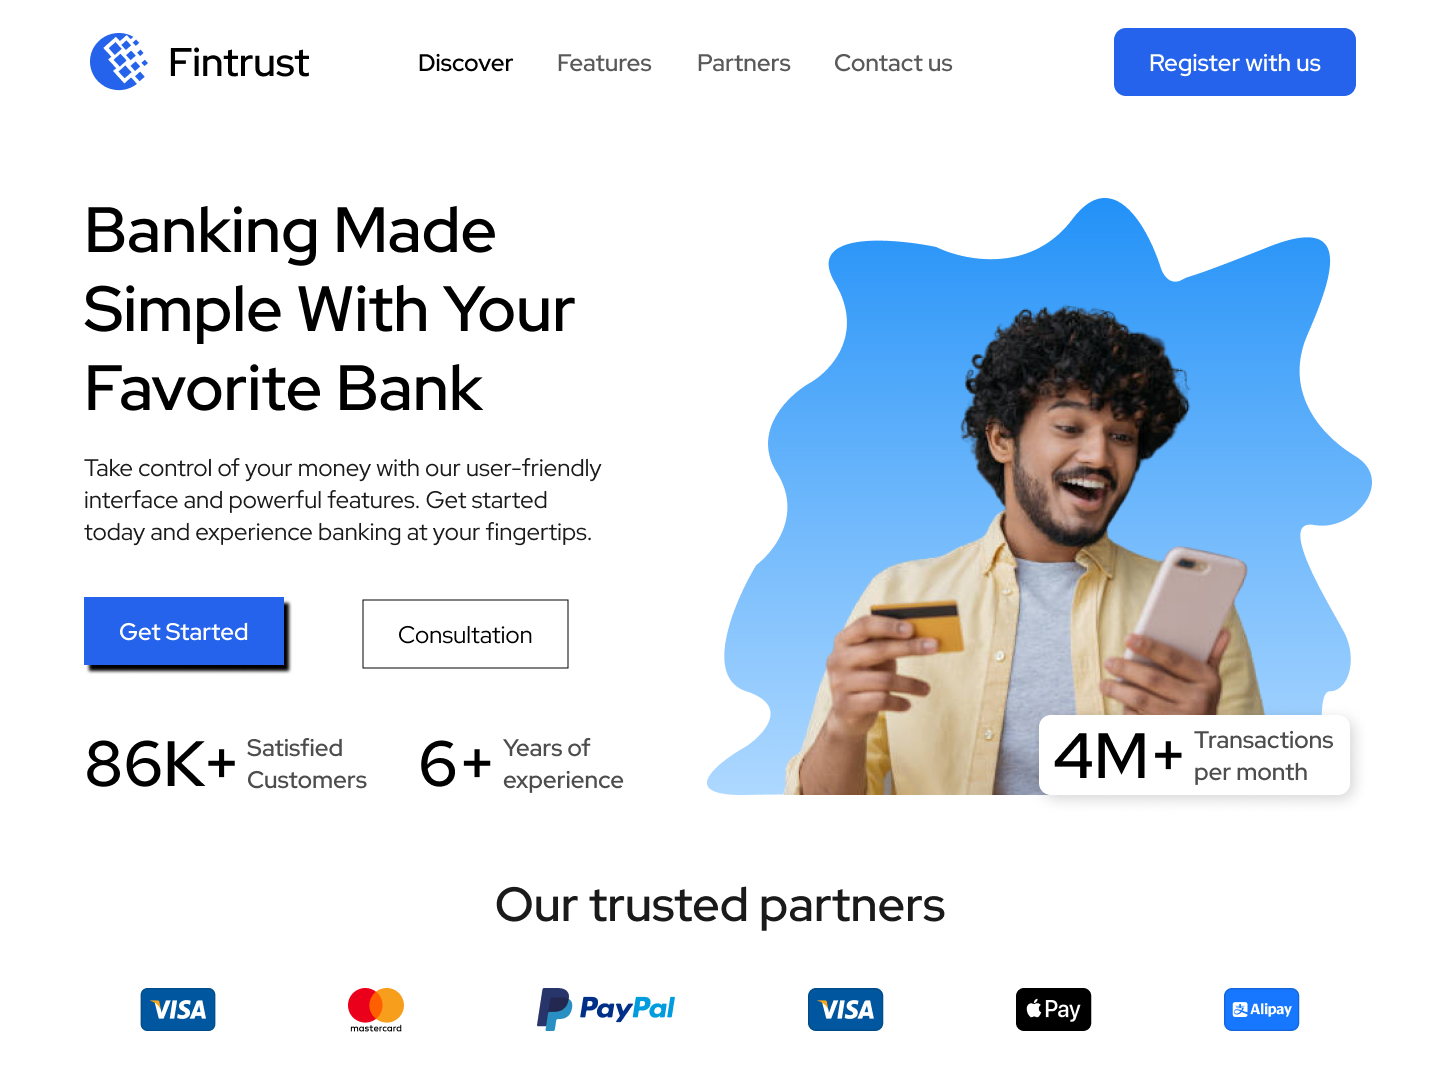 Fintrust
Discover
Features
Partners
Contact us
Register with us
Banking Made
Simple With Your
Favorite Bank
Take control of your money with our user-friendly
interface and powerful features. Get started
today and experience banking at your fingertips.
Get Started
Consultation
86K+
Satisfied
Customers
6+
Years of
experience
4M+
Transactions
per month
Our trusted partners
VISA
mastercard
PayPal
VISA
Pay
支 Alipay